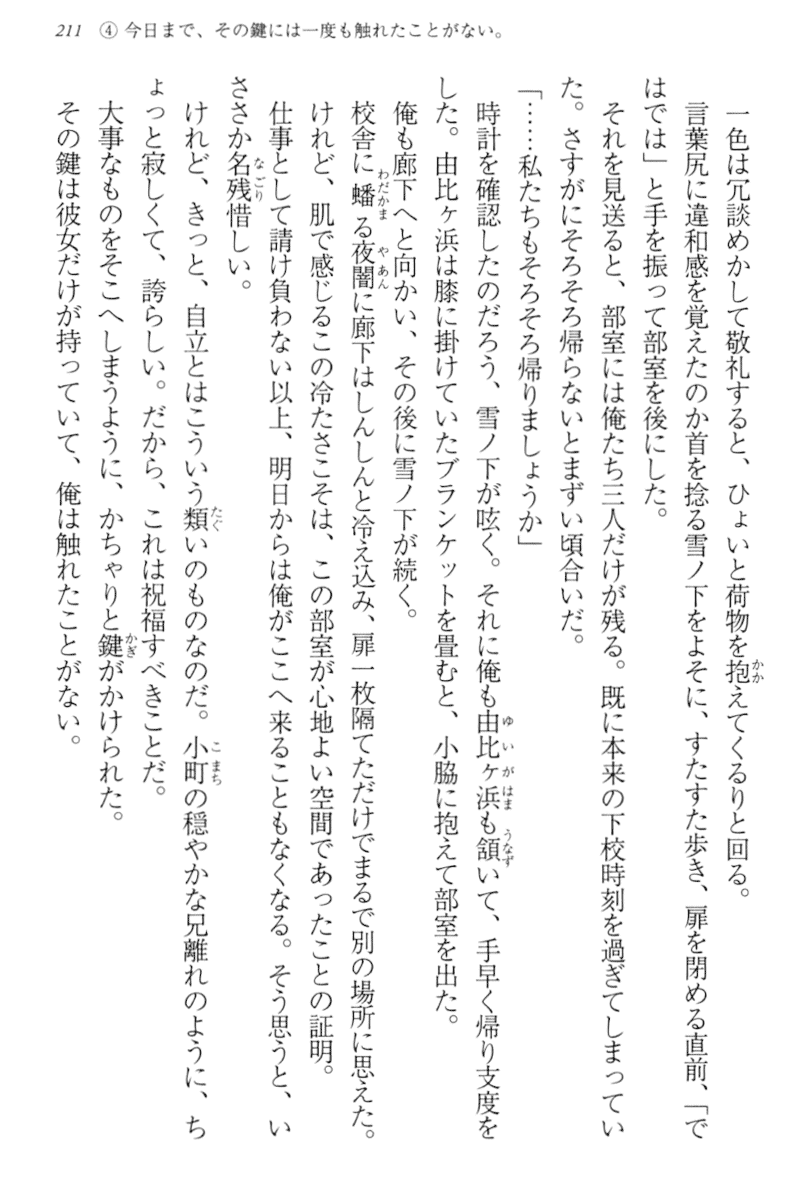 211　④ 今日まで、その鍵には一度も触れたことがない。
　一色は冗談めかして敬礼すると、ひょいと荷物を抱えてくるりと回る。
　言葉尻に違和感を覚えたのか首を捻る雪ノ下をよそに、すたすた歩き、扉を閉める直前、「で
はでは」と手を振って部室を後にした。
　それを見送ると、部室には俺たち三人だけが残る。既に本来の下校時刻を過ぎてしまってい
た。さすがにそろそろ帰らないとまずい頃合いだ。
「……私たちもそろそろ帰りましょうか」
　時計を確認したのだろう、雪ノ下が呟く。それに俺も由比ヶ浜も頷いて、手早く帰り支度を
した。由比ヶ浜は膝に掛けていたブランケットを畳むと、小脇に抱えて部室を出た。
　俺も廊下へと向かい、その後に雪ノ下が続く。
　校舎に蟠る夜闇に廊下はしんしんと冷え込み、扉一枚隔てただけでまるで別の場所に思えた。
　けれど、肌で感じるこの冷たさこそは、この部室が心地よい空間であったことの証明。
　仕事として請け負わない以上、明日からは俺がここへ来ることもなくなる。そう思うと、い
ささか名残惜しい。
　けれど、きっと、自立とはこういう類いのものなのだ。小町の穏やかな兄離れのように、ち
ょっと寂しくて、誇らしい。だから、これは祝福すべきことだ。
　大事なものをそこへしまうように、かちゃりと鍵がかけられた。
　その鍵は彼女だけが持っていて、俺は触れたことがない。